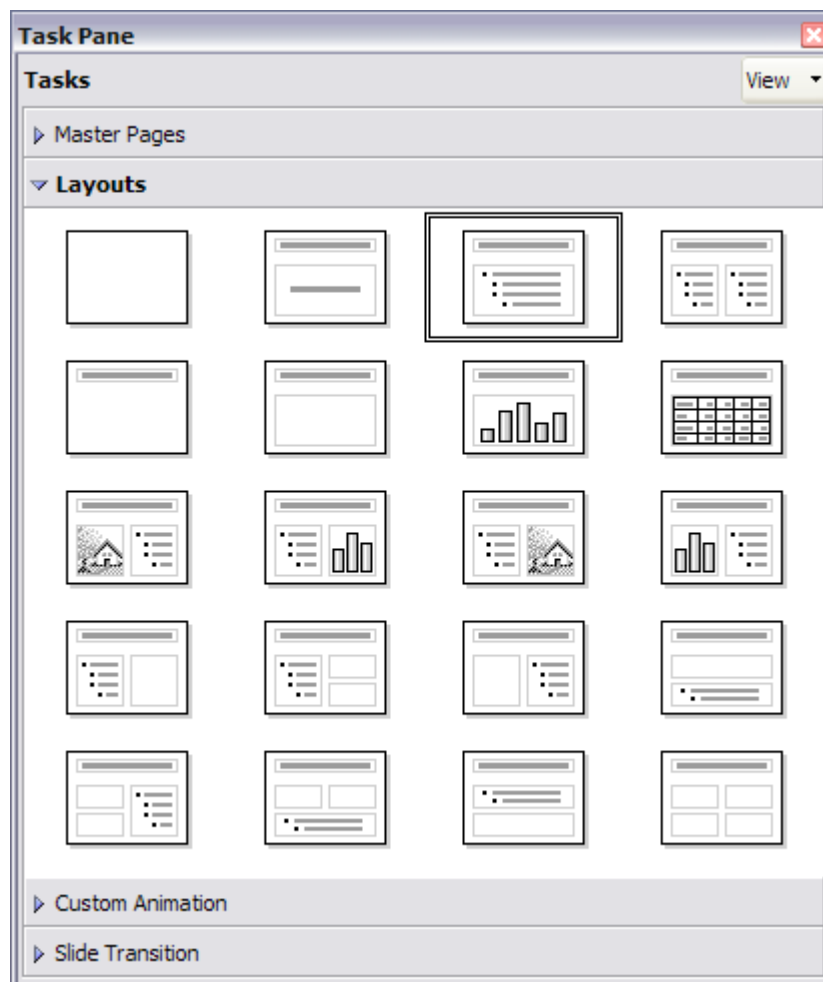 Task Pane
Tasks
View
Master Pages
Layouts
Custom Animation
Slide Transition